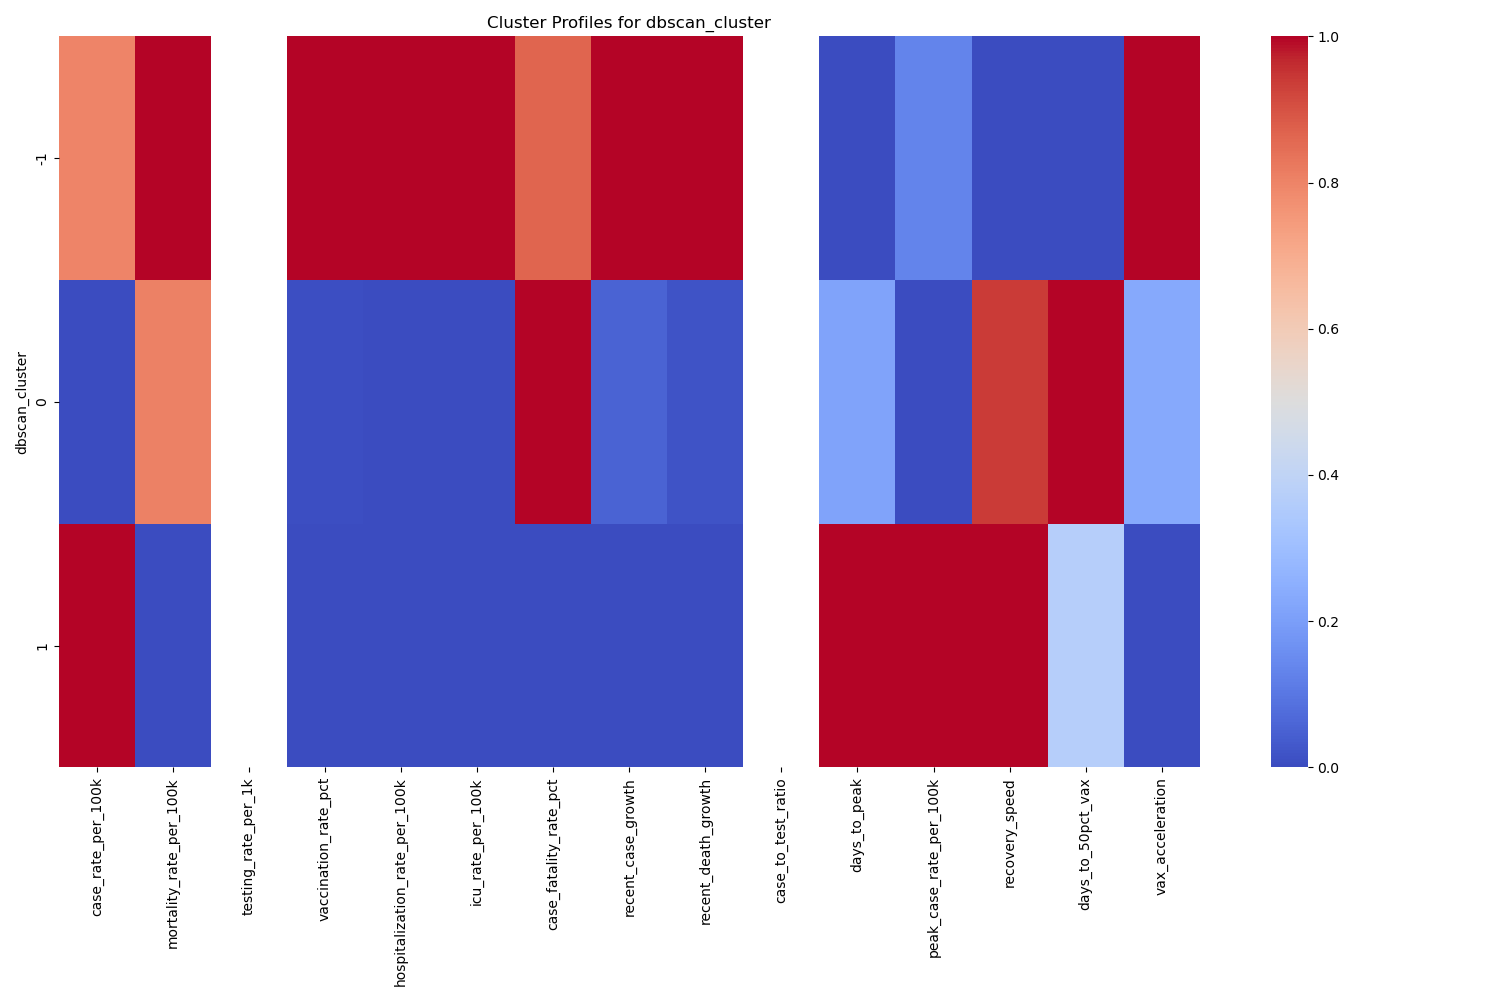 Cluster Profiles for dbscan_cluster
dbscan_cluster
-1
0
1
case_rate_per_100k
mortality_rate_per_100k
testing_rate_per_1k
vaccination_rate_pct
hospitalization_rate_per_100k
icu_rate_per_100k
case_fatality_rate_pct
recent_case_growth
recent_death_growth
case_to_test_ratio
days_to_peak
peak_case_rate_per_100k
recovery_speed
days_to_50pct_vax
vax_acceleration
1.0
0.8
0.6
0.4
0.2
0.0